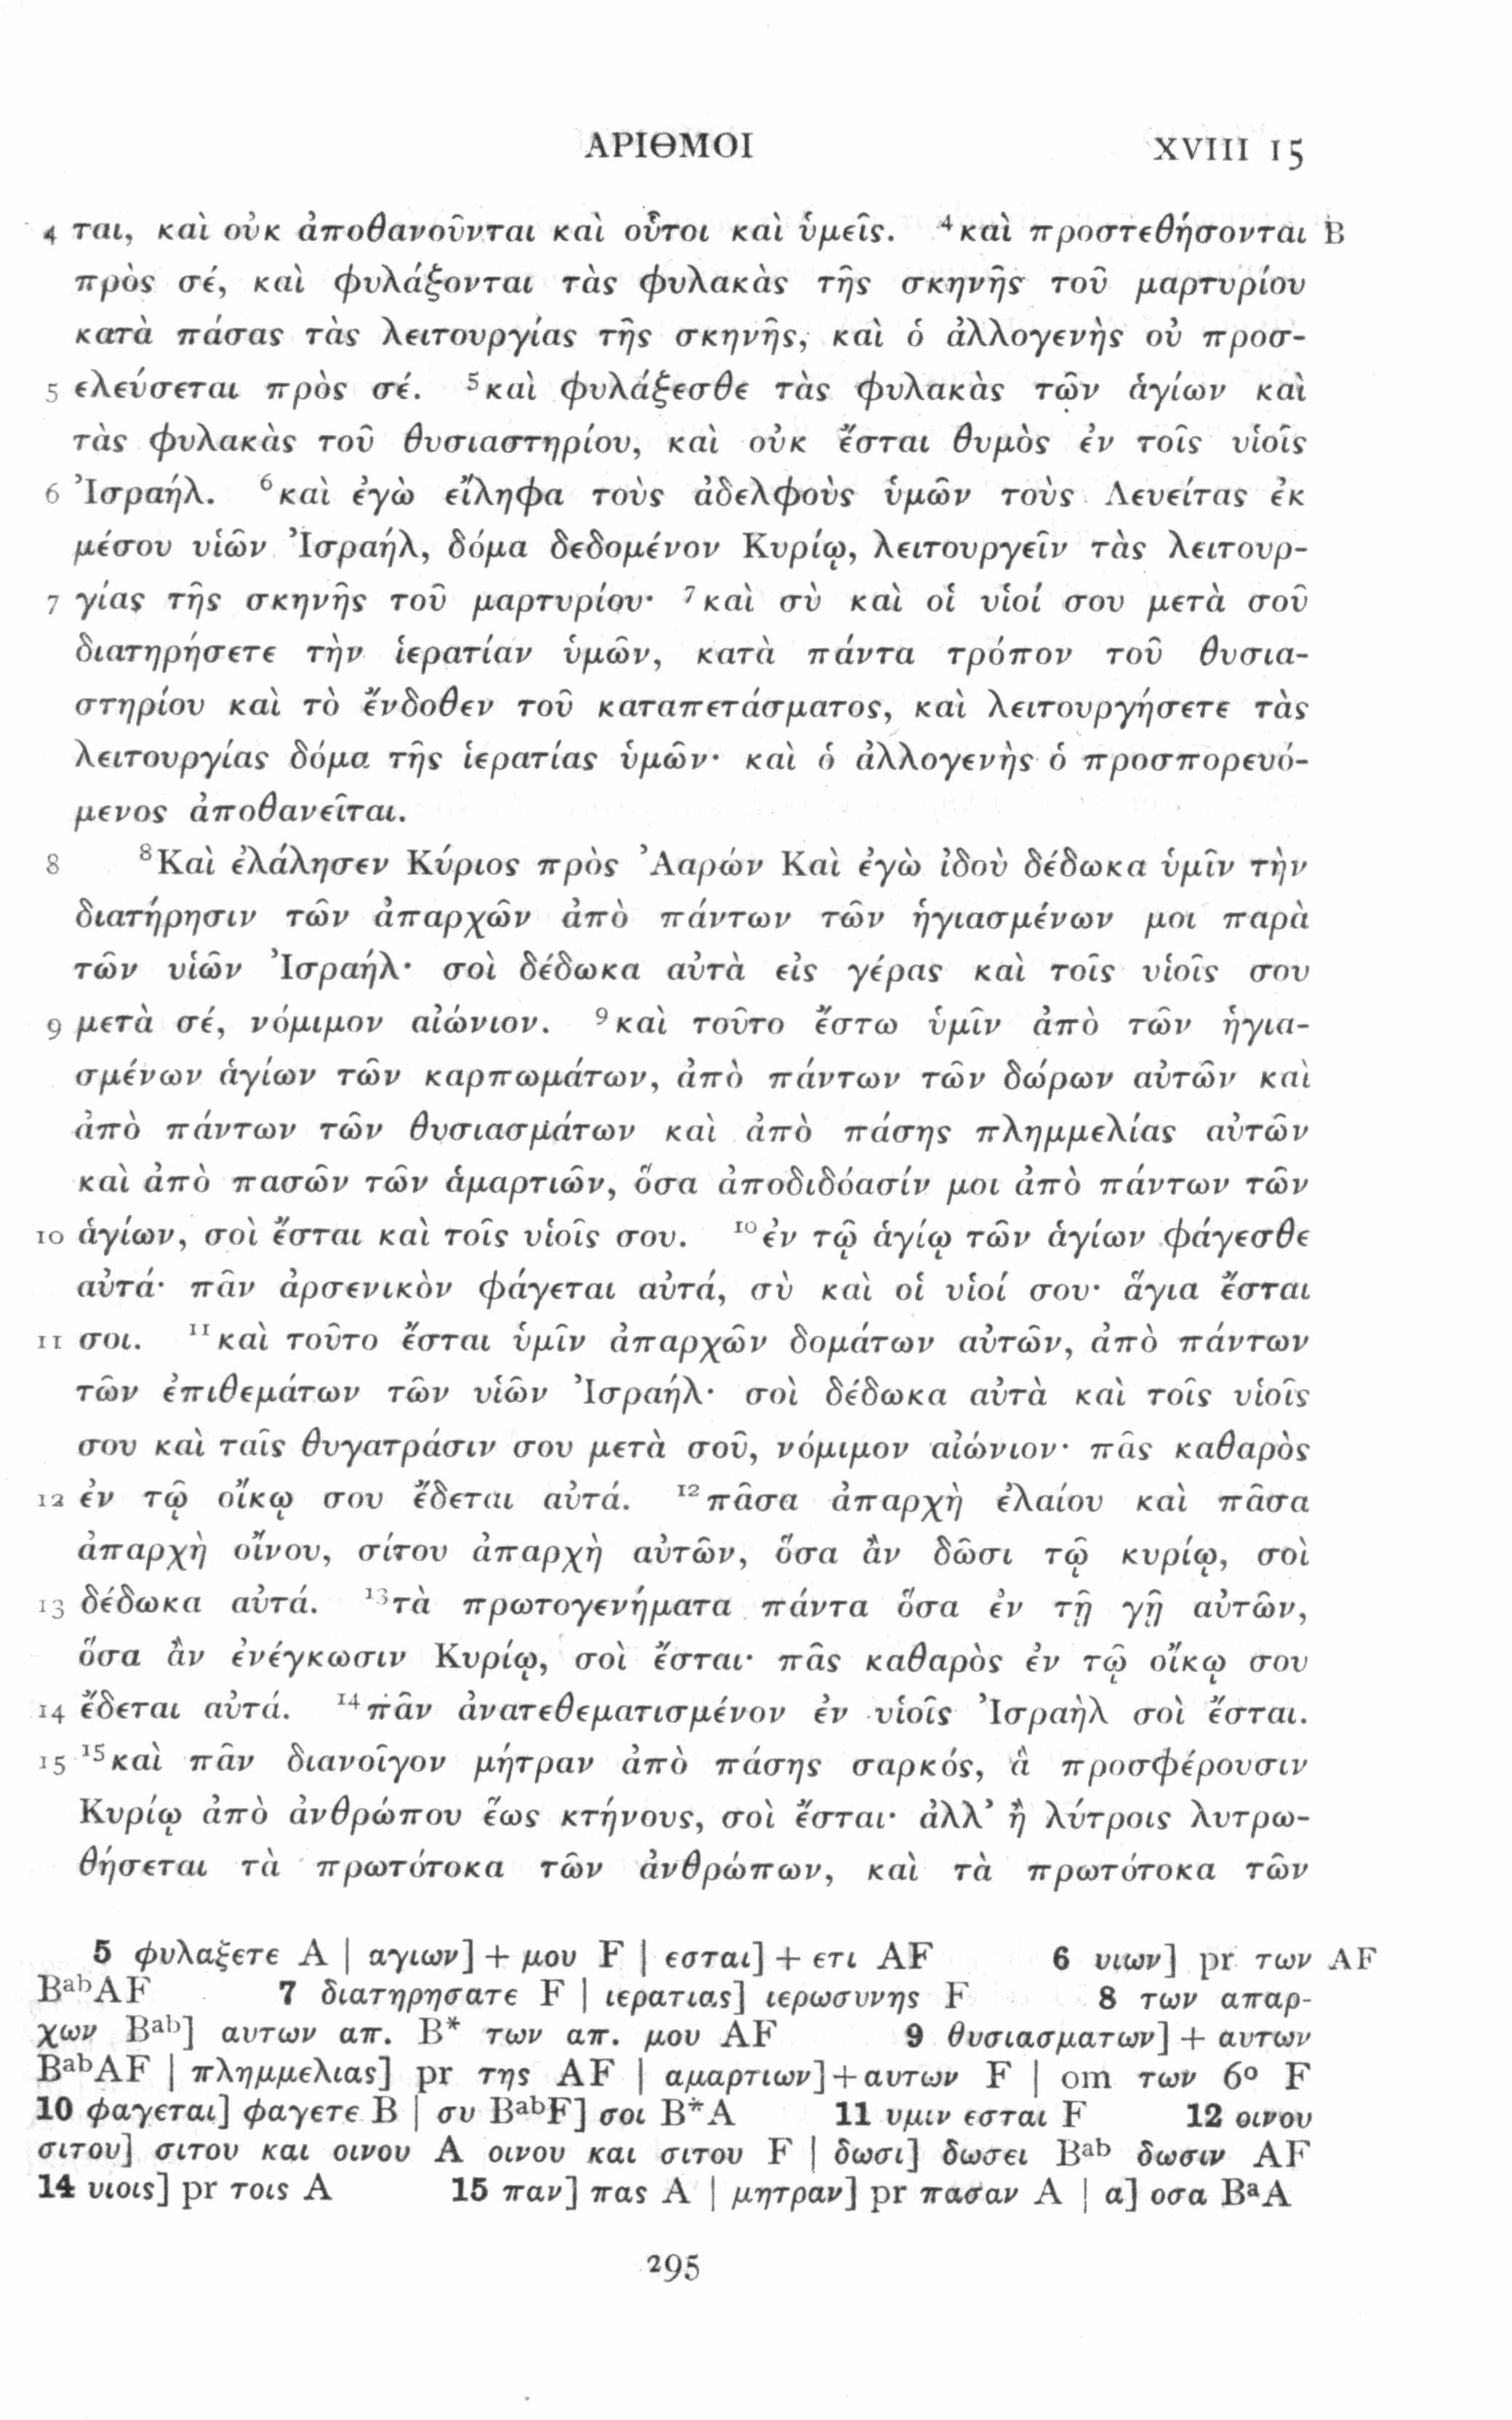 ΑΡΙΘΜΟΙ XVIII 15
4 ται, καὶ οὐκ ἀποθανοῦνται καὶ οὗτοι καὶ ὑμεῖς. ⁴καὶ προστεθήσονται B
πρὸς σέ, καὶ φυλάξονται τὰς φυλακὰς τῆς σκηνῆς τοῦ μαρτυρίου
κατὰ πάσας τὰς λειτουργίας τῆς σκηνῆς, καὶ ὁ ἀλλογενὴς οὐ προσ-
5 ελεύσεται πρὸς σέ. ⁵καὶ φυλάξεσθε τὰς φυλακὰς τῶν ἁγίων καὶ
τὰς φυλακὰς τοῦ θυσιαστηρίου, καὶ οὐκ ἔσται θυμὸς ἐν τοῖς υἱοῖς
6 Ἰσραήλ. ⁶καὶ ἐγὼ εἴληφα τοὺς ἀδελφοὺς ὑμῶν τοὺς Λευείτας ἐκ
μέσου υἱῶν Ἰσραήλ, δόμα δεδομένον Κυρίῳ, λειτουργεῖν τὰς λειτουρ-
7 γίας τῆς σκηνῆς τοῦ μαρτυρίου· ⁷καὶ σὺ καὶ οἱ υἱοί σου μετὰ σοῦ
διατηρήσετε τὴν ἱερατίαν ὑμῶν, κατὰ πάντα τρόπον τοῦ θυσια-
στηρίου καὶ τὸ ἔνδοθεν τοῦ καταπετάσματος, καὶ λειτουργήσετε τὰς
λειτουργίας δόμα τῆς ἱερατίας ὑμῶν· καὶ ὁ ἀλλογενὴς ὁ προσπορευό-
μενος ἀποθανεῖται.
8 ⁸Καὶ ἐλάλησεν Κύριος πρὸς Ἀαρών Καὶ ἐγὼ ἰδοὺ δέδωκα ὑμῖν τὴν
διατήρησιν τῶν ἀπαρχῶν ἀπὸ πάντων τῶν ἡγιασμένων μοι παρὰ
τῶν υἱῶν Ἰσραήλ· σοὶ δέδωκα αὐτὰ εἰς γέρας καὶ τοῖς υἱοῖς σου
9 μετὰ σέ, νόμιμον αἰώνιον. ⁹καὶ τοῦτο ἔστω ὑμῖν ἀπὸ τῶν ἡγια-
σμένων ἁγίων τῶν καρπωμάτων, ἀπὸ πάντων τῶν δώρων αὐτῶν καὶ
ἀπὸ πάντων τῶν θυσιασμάτων καὶ ἀπὸ πάσης πλημμελίας αὐτῶν
καὶ ἀπὸ πασῶν τῶν ἁμαρτιῶν, ὅσα ἀποδιδόασίν μοι ἀπὸ πάντων τῶν
10 ἁγίων, σοὶ ἔσται καὶ τοῖς υἱοῖς σου. ¹⁰ἐν τῷ ἁγίῳ τῶν ἁγίων φάγεσθε
αὐτά· πᾶν ἀρσενικὸν φάγεται αὐτά, σὺ καὶ οἱ υἱοί σου· ἅγια ἔσται
11 σοι. ¹¹καὶ τοῦτο ἔσται ὑμῖν ἀπαρχῶν δομάτων αὐτῶν, ἀπὸ πάντων
τῶν ἐπιθεμάτων τῶν υἱῶν Ἰσραήλ· σοὶ δέδωκα αὐτὰ καὶ τοῖς υἱοῖς
σου καὶ ταῖς θυγατράσιν σου μετὰ σοῦ, νόμιμον αἰώνιον· πᾶς καθαρὸς
12 ἐν τῷ οἴκῳ σου ἔδεται αὐτά. ¹²πᾶσα ἀπαρχὴ ἐλαίου καὶ πᾶσα
ἀπαρχὴ οἴνου, σίτου ἀπαρχὴ αὐτῶν, ὅσα ἂν δῶσι τῷ κυρίῳ, σοὶ
13 δέδωκα αὐτά. ¹³τὰ πρωτογενήματα πάντα ὅσα ἐν τῇ γῇ αὐτῶν,
ὅσα ἂν ἐνέγκωσιν Κυρίῳ, σοὶ ἔσται· πᾶς καθαρὸς ἐν τῷ οἴκῳ σου
14 ἔδεται αὐτά. ¹⁴πᾶν ἀνατεθεματισμένον ἐν υἱοῖς Ἰσραὴλ σοὶ ἔσται.
15 ¹⁵καὶ πᾶν διανοῖγον μήτραν ἀπὸ πάσης σαρκός, ἃ προσφέρουσιν
Κυρίῳ ἀπὸ ἀνθρώπου ἕως κτήνους, σοὶ ἔσται· ἀλλ’ ἢ λύτροις λυτρω-
θήσεται τὰ πρωτότοκα τῶν ἀνθρώπων, καὶ τὰ πρωτότοκα τῶν
5 φυλαξετε A | αγιων] + μου F | εσται] + ετι AF 6 υιων] pr των AF
BᵃᵇAF 7 διατηρησατε F | ιερατιας] ιερωσυνης F 8 των απαρ-
χων Bᵃᵇ] αυτων απ. B* των απ. μου AF 9 θυσιασματων] + αυτων
BᵃᵇAF | πλημμελιας] pr της AF | αμαρτιων]+αυτων F | om των 6º F
10 φαγεται] φαγετε B | συ BᵃᵇF] σοι B*A 11 υμιν εσται F 12 οινου
σιτου] σιτου και οινου A οινου και σιτου F | δωσι] δωσει Bᵃᵇ δωσιν AF
14 υιοις] pr τοις A 15 παν] πας A | μητραν] pr πασαν A | α] οσα BᵃA
295